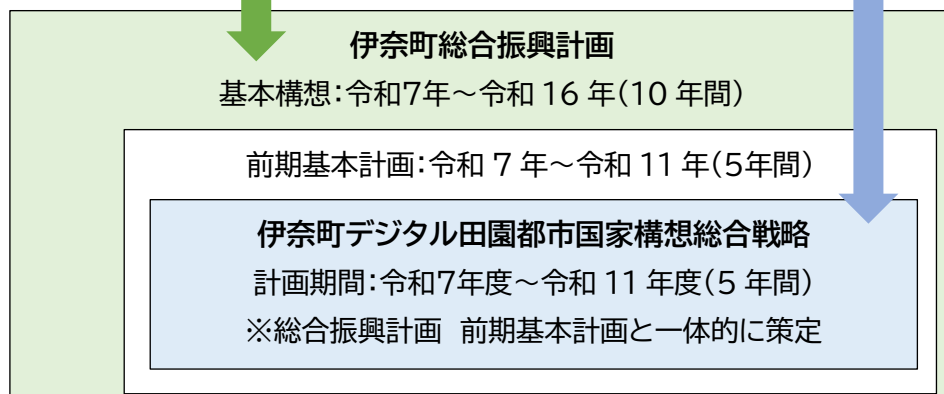 伊奈町総合振興計画
基本構想：令和７年～令和 16 年（10 年間）
前期基本計画：令和 7 年～令和 11 年（5年間）
伊奈町デジタル田園都市国家構想総合戦略
計画期間：令和７年度～令和 11 年度（5 年間）
※総合振興計画 前期基本計画と一体的に策定